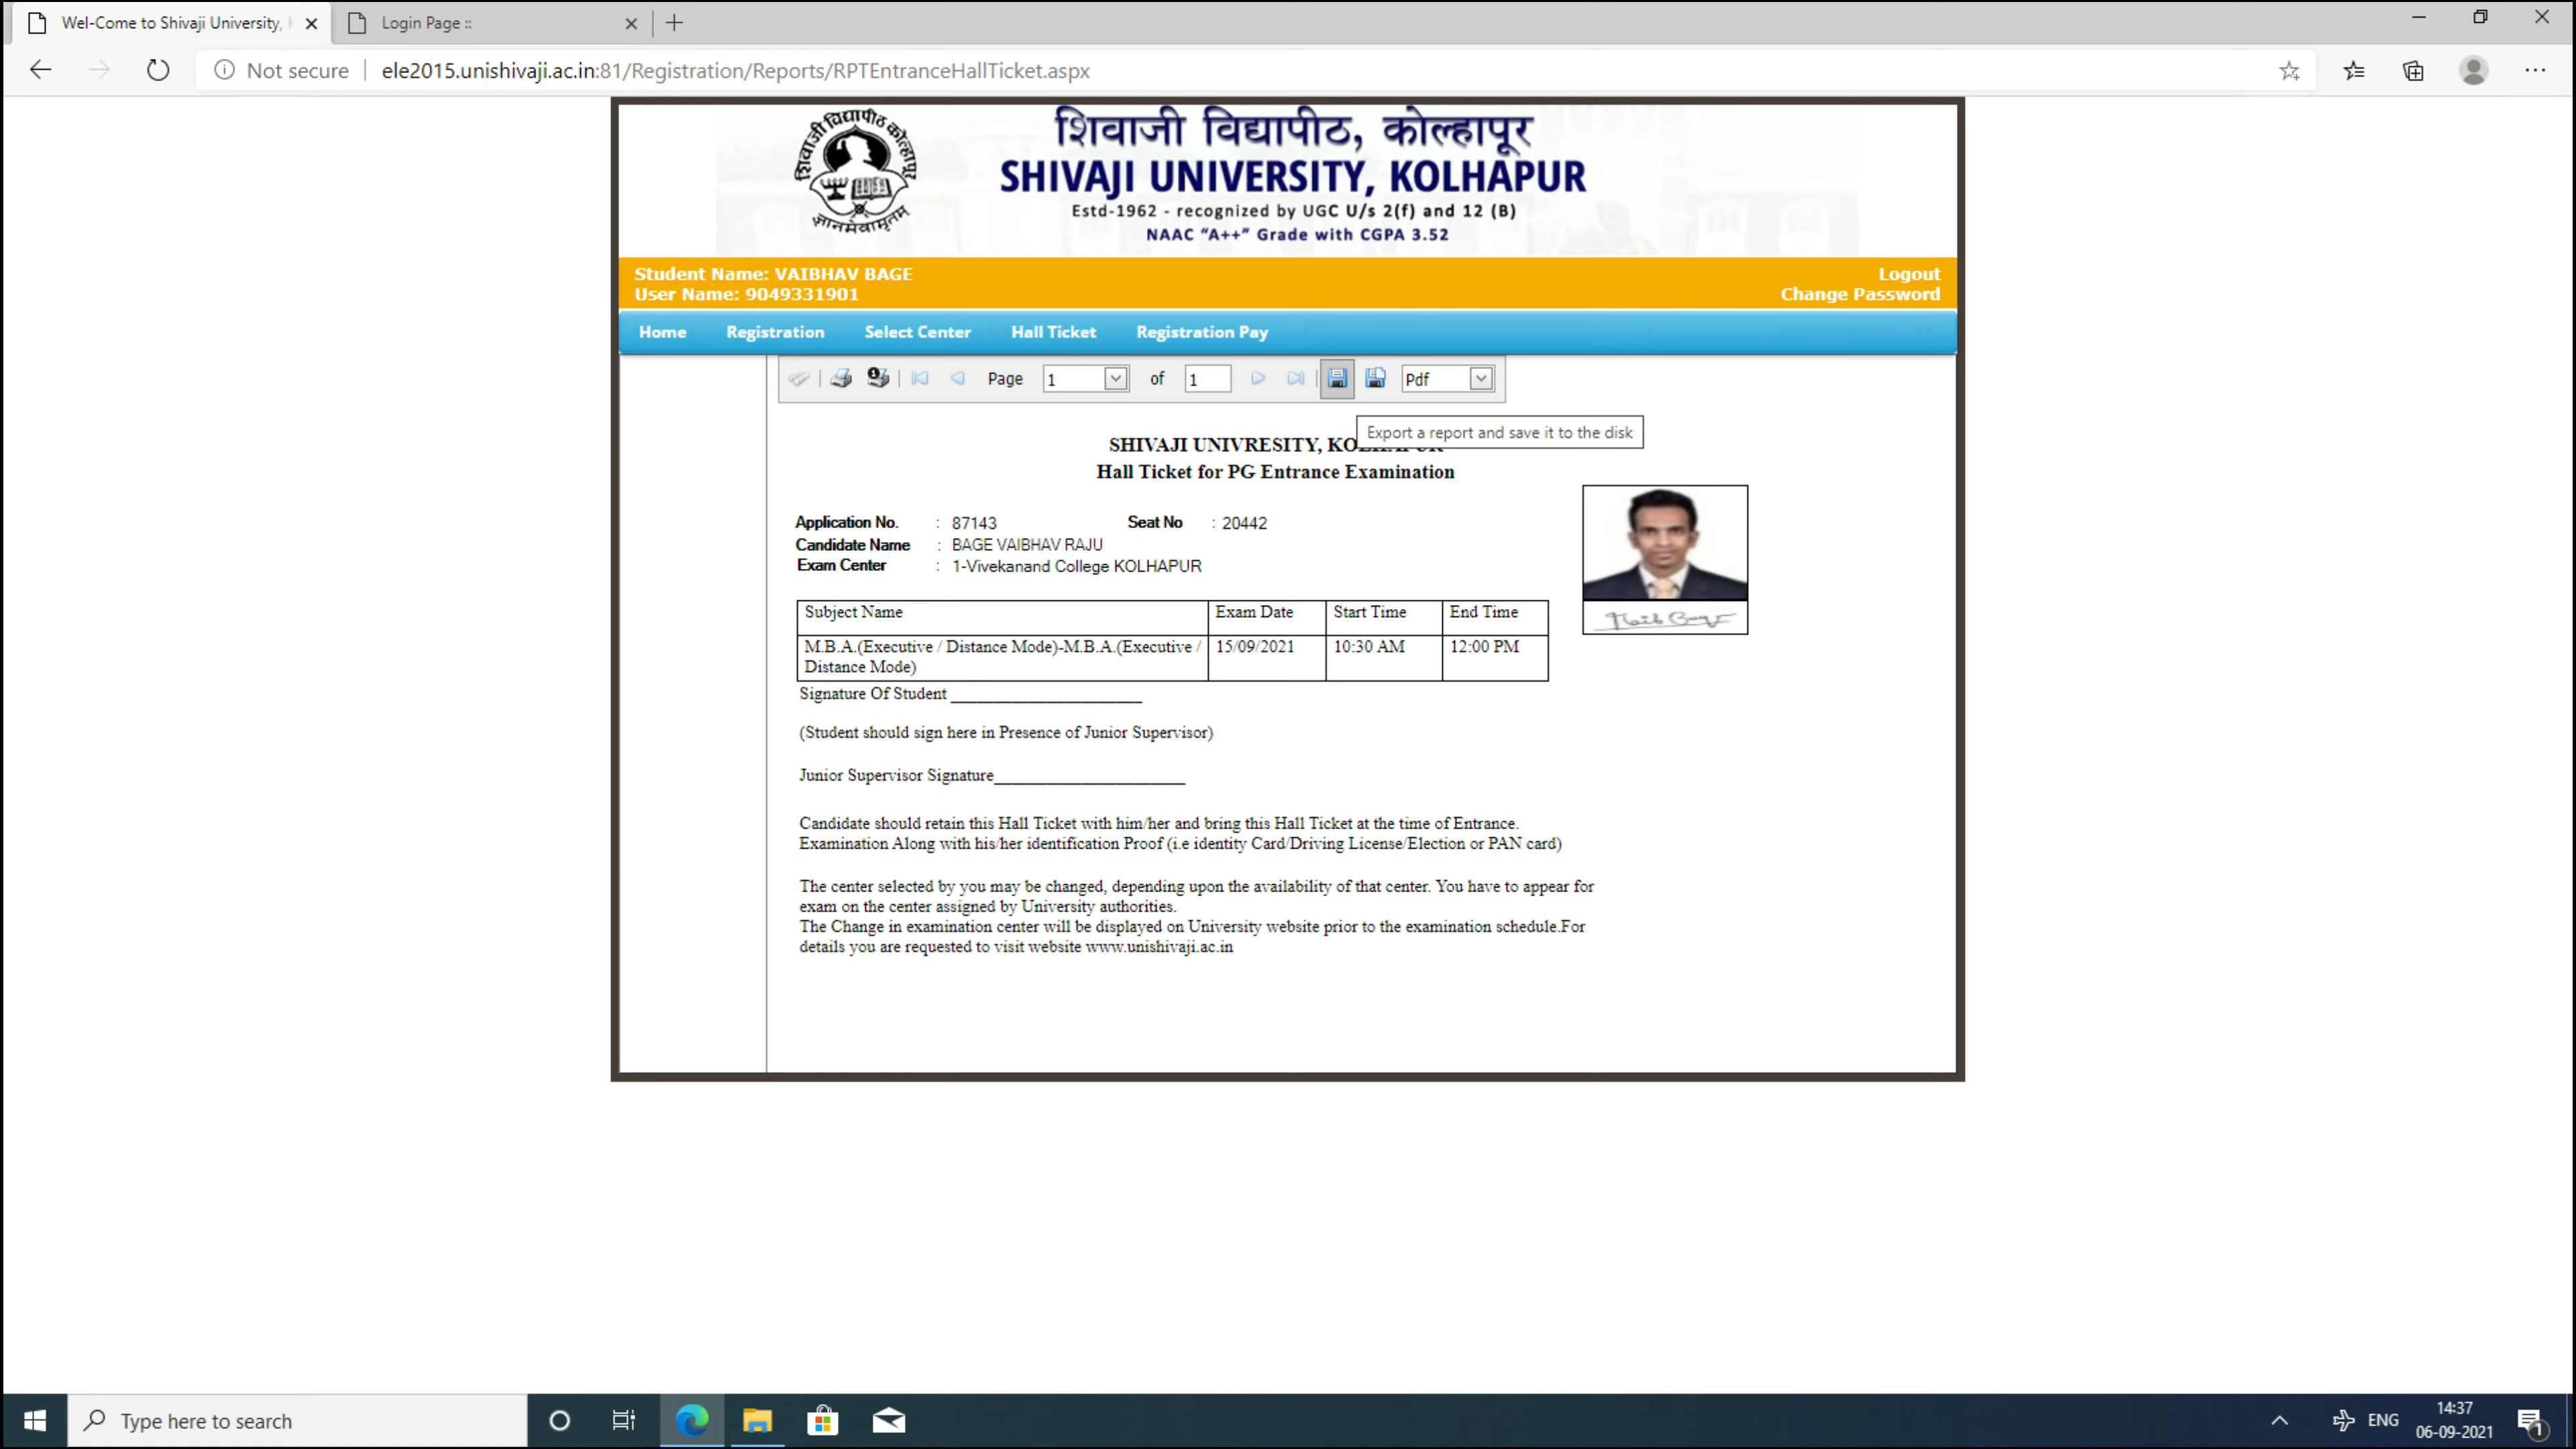 Wel-Come to Shivaji University,
Login Page ::
Not secure
ele2015.unishivaji.ac.in:81/Registration/Reports/RPTEntranceHallTicket.aspx
शिवाजी विद्यापीठ कोल्हापूर
ज्ञानमेवामृतम्
शिवाजी विद्यापीठ, कोल्हापूर
SHIVAJI UNIVERSITY, KOLHAPUR
Estd-1962 - recognized by UGC U/s 2(f) and 12 (B)
NAAC "A++" Grade with CGPA 3.52
Student Name: VAIBHAV BAGE
Logout
User Name: 9049331901
Change Password
Home Registration Select Center Hall Ticket Registration Pay
Page 1 of 1 Pdf
Export a report and save it to the disk
SHIVAJI UNIVRESITY,
Hall Ticket for PG Entrance Examination
Application No. : 87143 Seat No : 20442
Candidate Name : BAGE VAIBHAV RAJU
Exam Center : 1-Vivekanand College KOLHAPUR
Subject Name Exam Date Start Time End Time
M.B.A.(Executive / Distance Mode)-M.B.A.(Executive / 15/09/2021 10:30 AM 12:00 PM
Distance Mode)
Signature Of Student ______________________
(Student should sign here in Presence of Junior Supervisor)
Junior Supervisor Signature______________________
Candidate should retain this Hall Ticket with him/her and bring this Hall Ticket at the time of Entrance.
Examination Along with his/her identification Proof (i.e identity Card/Driving License/Election or PAN card)
The center selected by you may be changed, depending upon the availability of that center. You have to appear for
exam on the center assigned by University authorities.
The Change in examination center will be displayed on University website prior to the examination schedule.For
details you are requested to visit website www.unishivaji.ac.in
Type here to search
ENG
14:37
06-09-2021
1